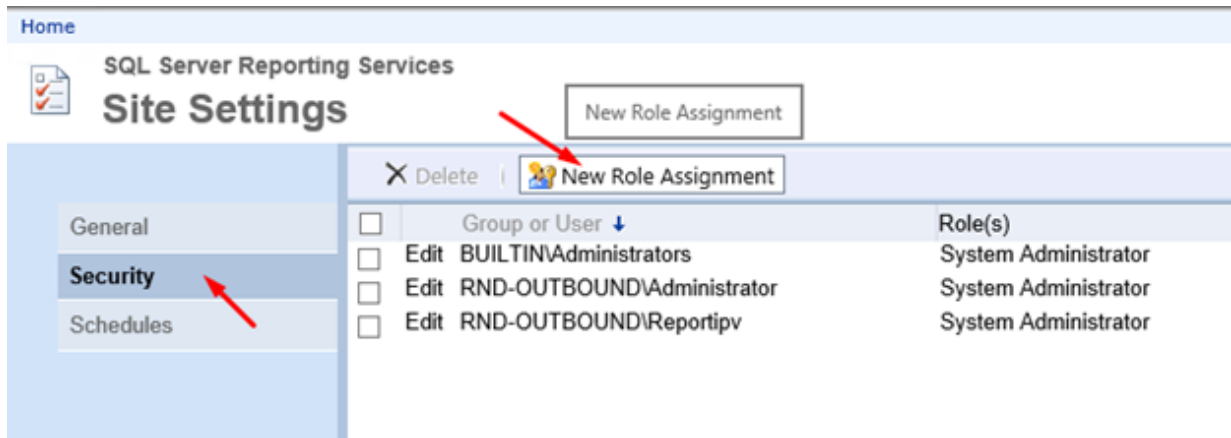 Home
SQL Server Reporting Services
Site Settings
New Role Assignment
Delete | New Role Assignment
General
Security
Schedules
Group or User Role(s)
Edit BUILTIN\Administrators System Administrator
Edit RND-OUTBOUND\Administrator System Administrator
Edit RND-OUTBOUND\Reportipv System Administrator